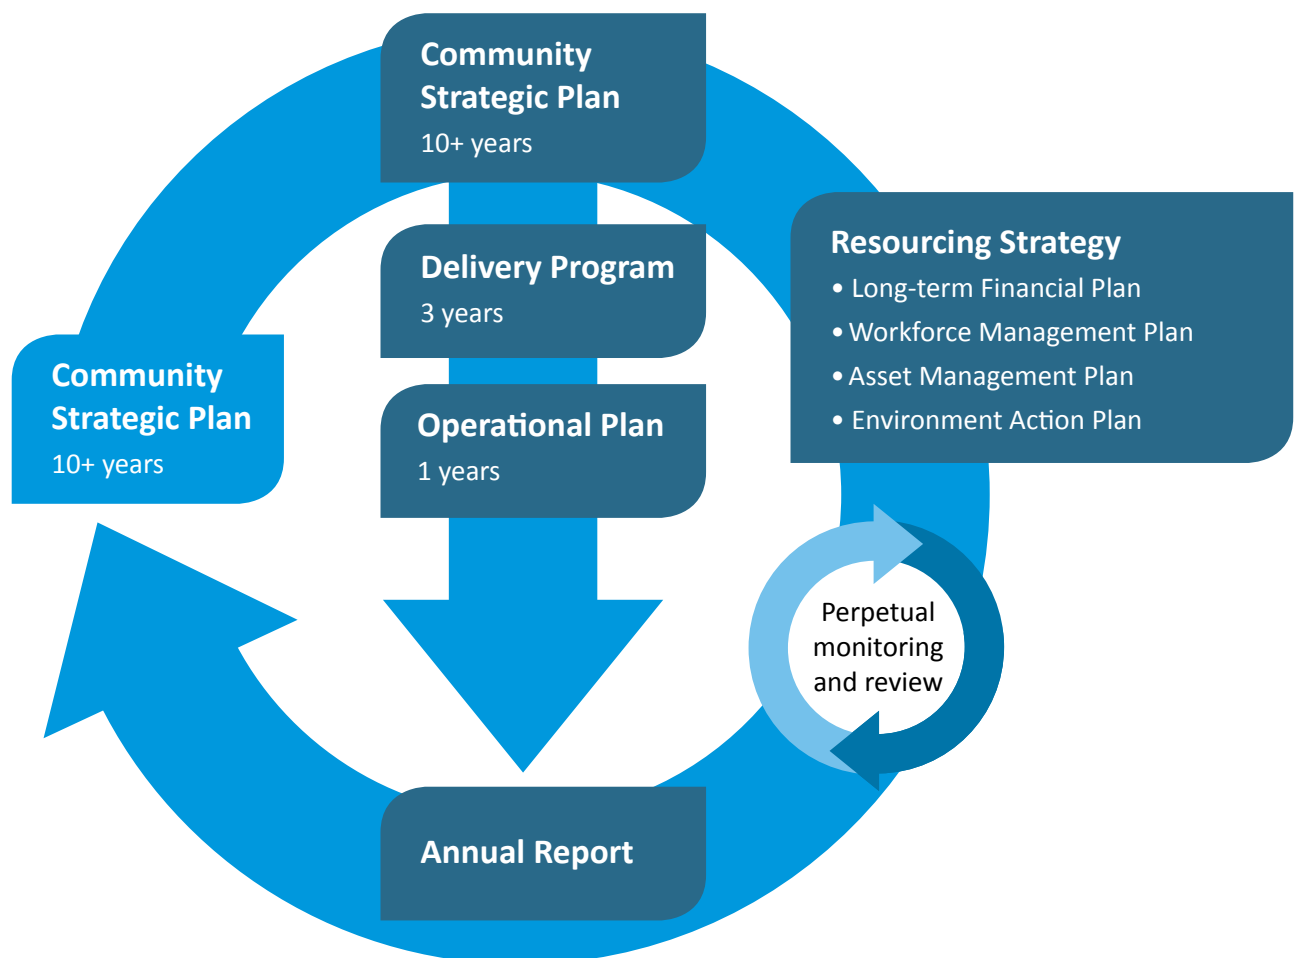 Community
Strategic Plan
10+ years
Delivery Program
3 years
Operational Plan
1 years
Resourcing Strategy
• Long-term Financial Plan
• Workforce Management Plan
• Asset Management Plan
• Environment Action Plan
Community
Strategic Plan
10+ years
Perpetual
monitoring
and review
Annual Report